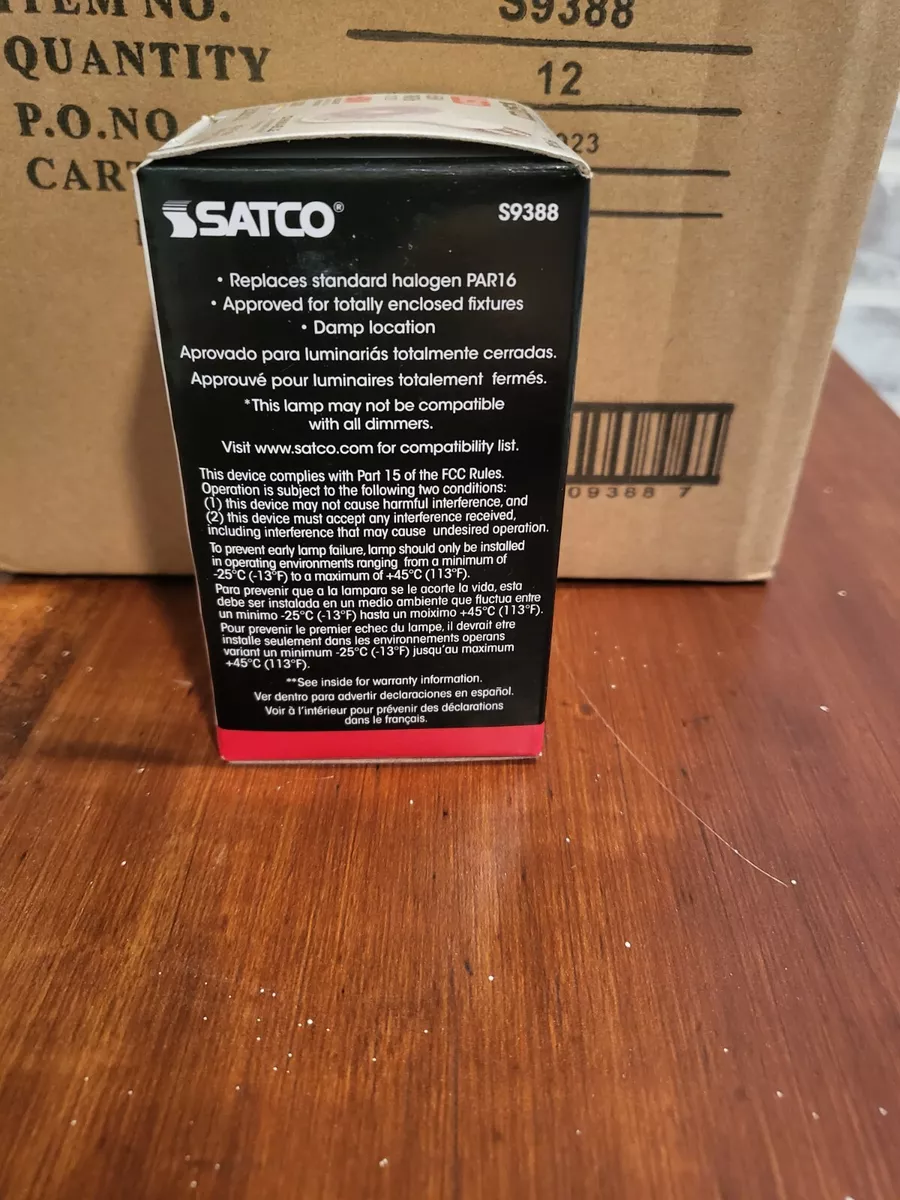 ITEM NO. S9388
QUANTITY 12
P.O.NO 23
CART
SATCO® S9388
• Replaces standard halogen PAR16
• Approved for totally enclosed fixtures
• Damp location
Aprovado para luminariás totalmente cerradas.
Approuvé pour luminaires totalement fermés.
*This lamp may not be compatible
with all dimmers.
Visit www.satco.com for compatibility list.
This device complies with Part 15 of the FCC Rules.
Operation is subject to the following two conditions:
(1) this device may not cause harmful interference, and
(2) this device must accept any interference received,
including interference that may cause undesired operation.
To prevent early lamp failure, lamp should only be installed
in operating environments ranging from a minimum of
-25°C (-13°F) to a maximum of +45°C (113°F).
Para prevenir que a la lampara se le acorte la vida, esta
debe ser instalada en un medio ambiente que fluctua entre
un minimo -25°C (-13°F) hasta un moiximo +45°C (113°F).
Pour prevenir le premier echec du lampe, il devrait etre
installe seulement dans les environnements operans
variant un minimum -25°C (-13°F) jusqu'au maximum
+45°C (113°F).
**See inside for warranty information.
Ver dentro para advertir declaraciones en español.
Voir à l'intérieur pour prévenir des déclarations
dans le français.
09388 7